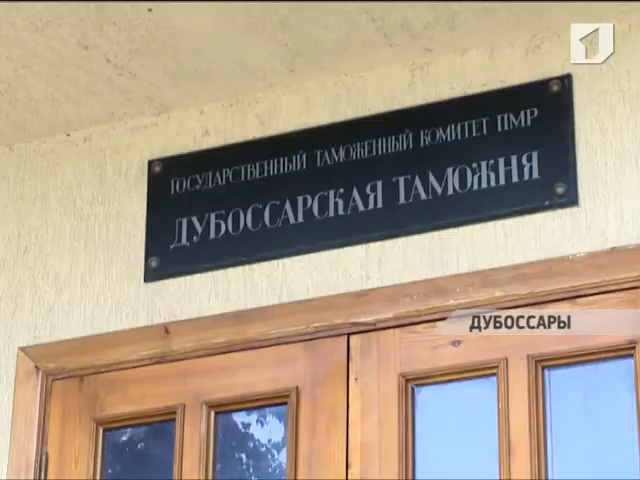 ГОСУДАРСТВЕННЫЙ ТАМОЖЕННЫЙ КОМИТЕТ ПМР
ДУБОССАРСКАЯ ТАМОЖНЯ
ДУБОССАРЫ